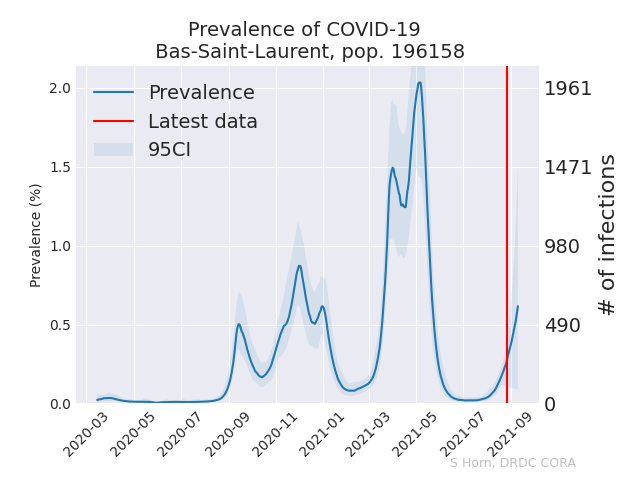 Prevalence of COVID-19
Bas-Saint-Laurent, pop. 196158
Prevalence
Latest data
95CI
Prevalence (%)
2.0
1.5
1.0
0.5
0.0
1961
1471
980
490
0
# of infections
2020-03
2020-05
2020-07
2020-09
2020-11
2021-01
2021-03
2021-05
2021-07
2021-09
S Horn, DRDC CORA